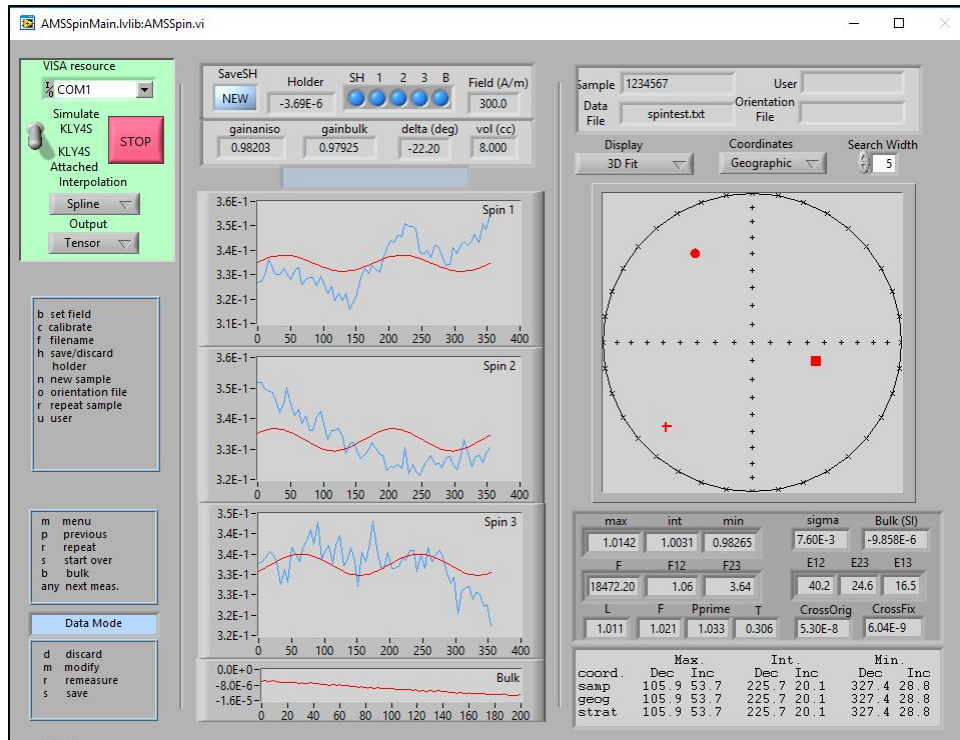 AMSSpinMain.lvlib:AMSSpin.vi
VISA resource
I/O COM1
Simulate
KLY4S
STOP
KLY4S
Attached
Interpolation
Spline
Output
Tensor
b set field
c calibrate
f filename
h save/discard
holder
n new sample
o orientation file
r repeat sample
u user
m menu
p previous
r repeat
s start over
b bulk
any next meas.
Data Mode
d discard
m modify
r remeasure
s save
SaveSH
NEW
Holder
-3.69E-6
SH 1 2 3 B
Field (A/m)
300.0
gainaniso gainbulk delta (deg) vol (cc)
0.98203 0.97925 -22.20 8.000
Spin 1
3.6E-1
3.5E-1
3.4E-1
3.3E-1
3.2E-1
3.1E-1
0 50 100 150 200 250 300 350 400
Spin 2
3.6E-1
3.4E-1
3.2E-1
0 50 100 150 200 250 300 350 400
Spin 3
3.5E-1
3.4E-1
3.3E-1
3.2E-1
3.2E-1
0 50 100 150 200 250 300 350 400
Bulk
0.0E+0
-8.0E-6
-1.6E-5
0 20 40 60 80 100 120 140 160 180 200
Sample 1234567 User
Data File spintest.txt Orientation File
Display Coordinates Search Width
3D Fit Geographic 5
max int min sigma Bulk (SI)
1.0142 1.0031 0.98265 7.60E-3 -9.858E-6
F F12 F23 E12 E23 E13
18472.20 1.06 3.64 40.2 24.6 16.5
L F Pprime T CrossOrig CrossFix
1.011 1.021 1.033 0.306 5.30E-8 6.04E-9
Max. Int. Min.
coord. Dec Inc Dec Inc Dec Inc
samp 105.9 53.7 225.7 20.1 327.4 28.8
geog 105.9 53.7 225.7 20.1 327.4 28.8
strat 105.9 53.7 225.7 20.1 327.4 28.8